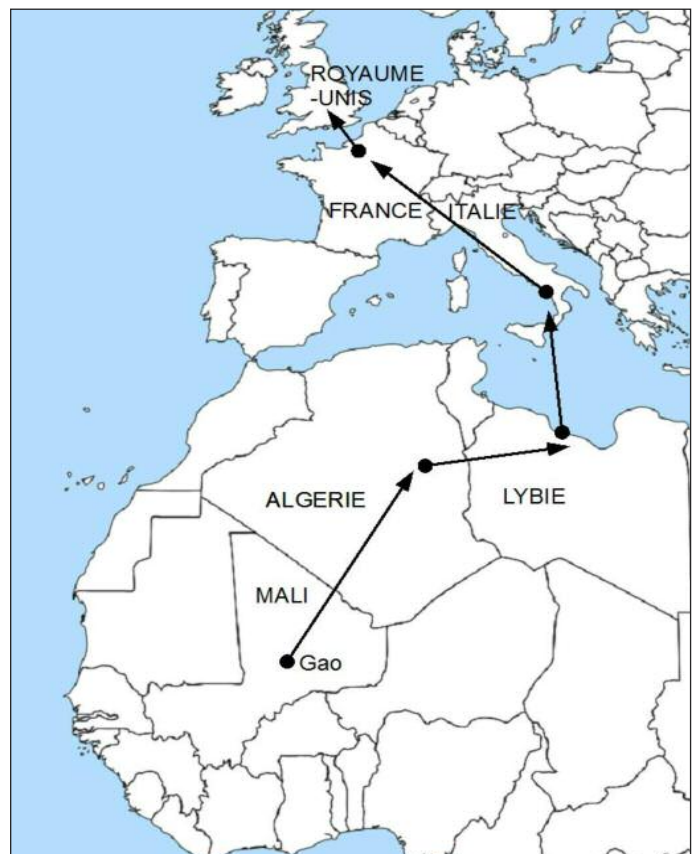 ROYAUME
-UNIS
FRANCE
ITALIE
ALGERIE
LYBIE
MALI
Gao